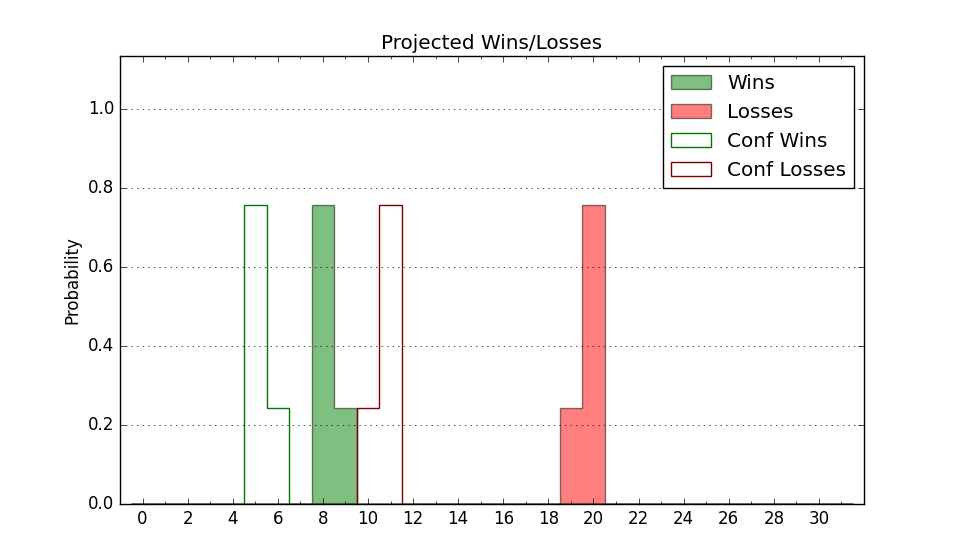 Projected Wins/Losses
Wins
Losses
Conf Wins
Conf Losses
Probability
1.0
0.8
0.6
0.4
0.2
0.0
0 2 4 6 8 10 12 14 16 18 20 22 24 26 28 30